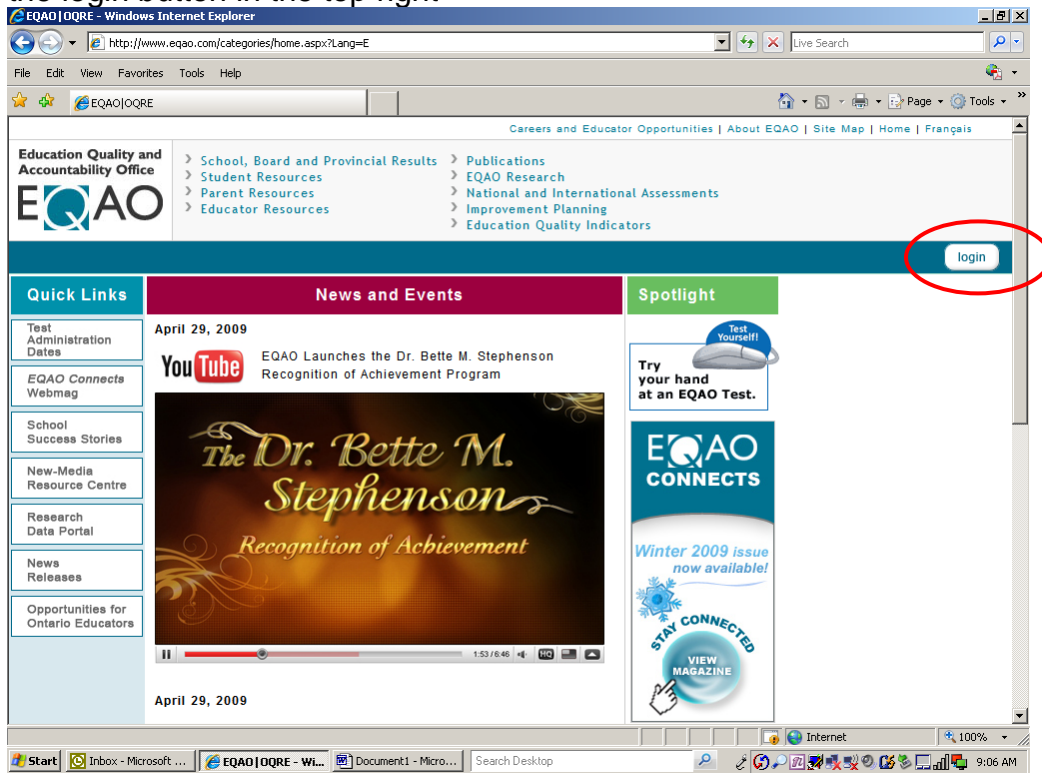 the login button in the top right
EQAO|OQRE - Windows Internet Explorer
http://www.eqao.com/categories/home.aspx?Lang=E
Live Search
File Edit View Favorites Tools Help
EQAO|OQRE
Page Tools »
Careers and Educator Opportunities | About EQAO | Site Map | Home | Français
Education Quality and
Accountability Office
EQAO
School, Board and Provincial Results
Student Resources
Parent Resources
Educator Resources
Publications
EQAO Research
National and International Assessments
Improvement Planning
Education Quality Indicators
login
Quick Links
Test
Administration
Dates
EQAO Connects
Webmag
School
Success Stories
New-Media
Resource Centre
Research
Data Portal
News
Releases
Opportunities for
Ontario Educators
News and Events
April 29, 2009
YouTube
EQAO Launches the Dr. Bette M. Stephenson
Recognition of Achievement Program
The Dr. Bette M.
Stephenson
Recognition of Achievement
1:53 / 6:46
HQ
April 29, 2009
Spotlight
Test
Yourself!
Try
your hand
at an EQAO Test.
EQAO
CONNECTS
Winter 2009 issue
now available!
STAY CONNECTED
VIEW
MAGAZINE
Internet
100%
Start
Inbox - Microsoft ...
EQAO|OQRE - Wi...
Document1 - Micro...
Search Desktop
9:06 AM